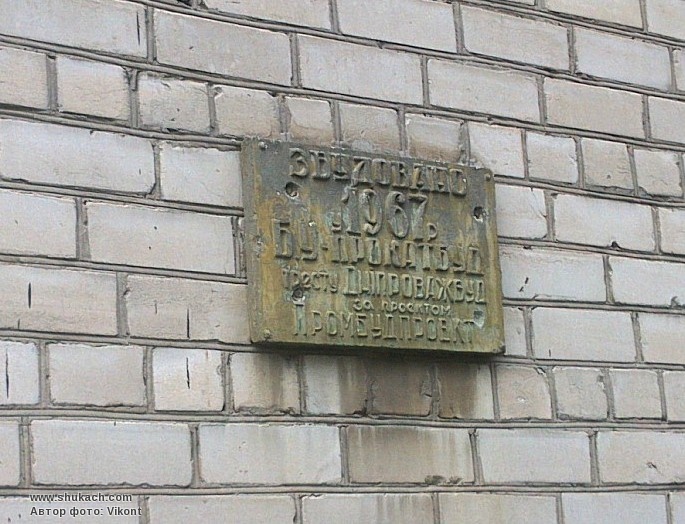 ЗБУДОВАНО
У 1967 р.
БУ-ПРОКАТБУД
тресту ДНІПРОВАЖБУД
за проектом
ПРОМБУДПРОЕКТ
www.shukach.com
Автор фото: Vikont